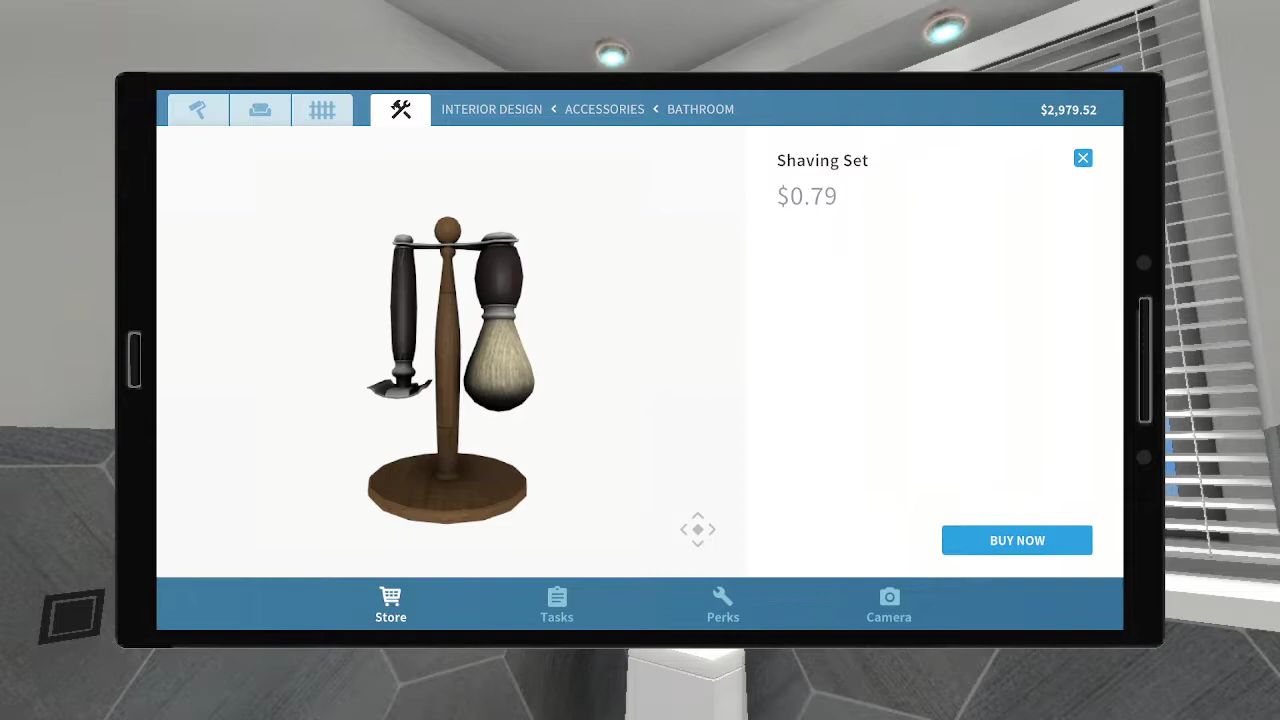 INTERIOR DESIGN < ACCESSORIES < BATHROOM
$2,979.52
Shaving Set
$0.79
BUY NOW
Store
Tasks
Perks
Camera